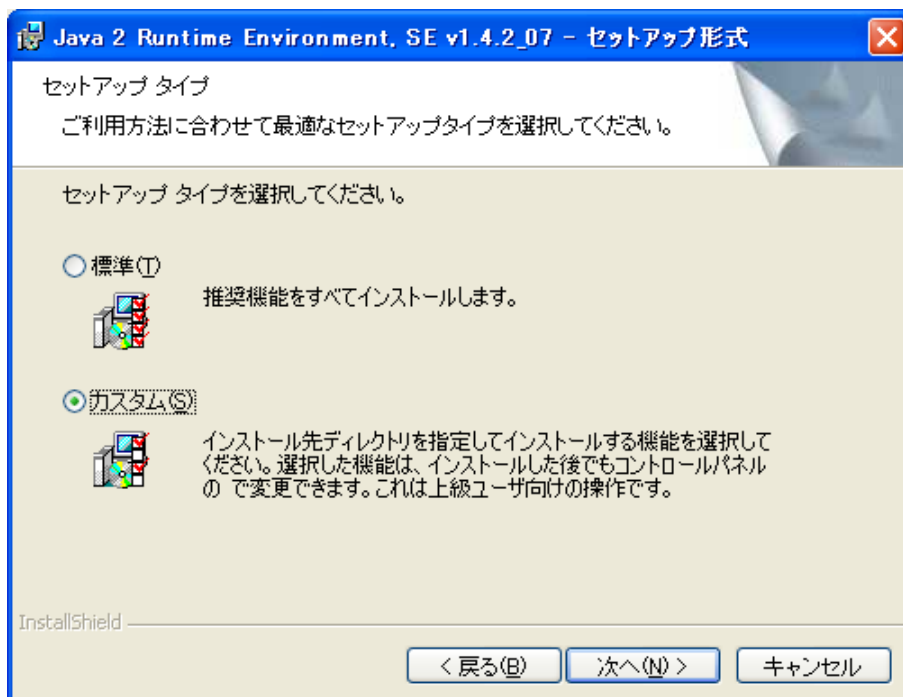 Java 2 Runtime Environment, SE v1.4.2_07 - セットアップ形式
セットアップ タイプ
ご利用方法に合わせて最適なセットアップタイプを選択してください。
セットアップ タイプを選択してください。
標準(T)
推奨機能をすべてインストールします。
カスタム(S)
インストール先ディレクトリを指定してインストールする機能を選択して
ください。選択した機能は、インストールした後でもコントロールパネル
の で変更できます。これは上級ユーザ向けの操作です。
InstallShield
< 戻る(B)
次へ(N) >
キャンセル